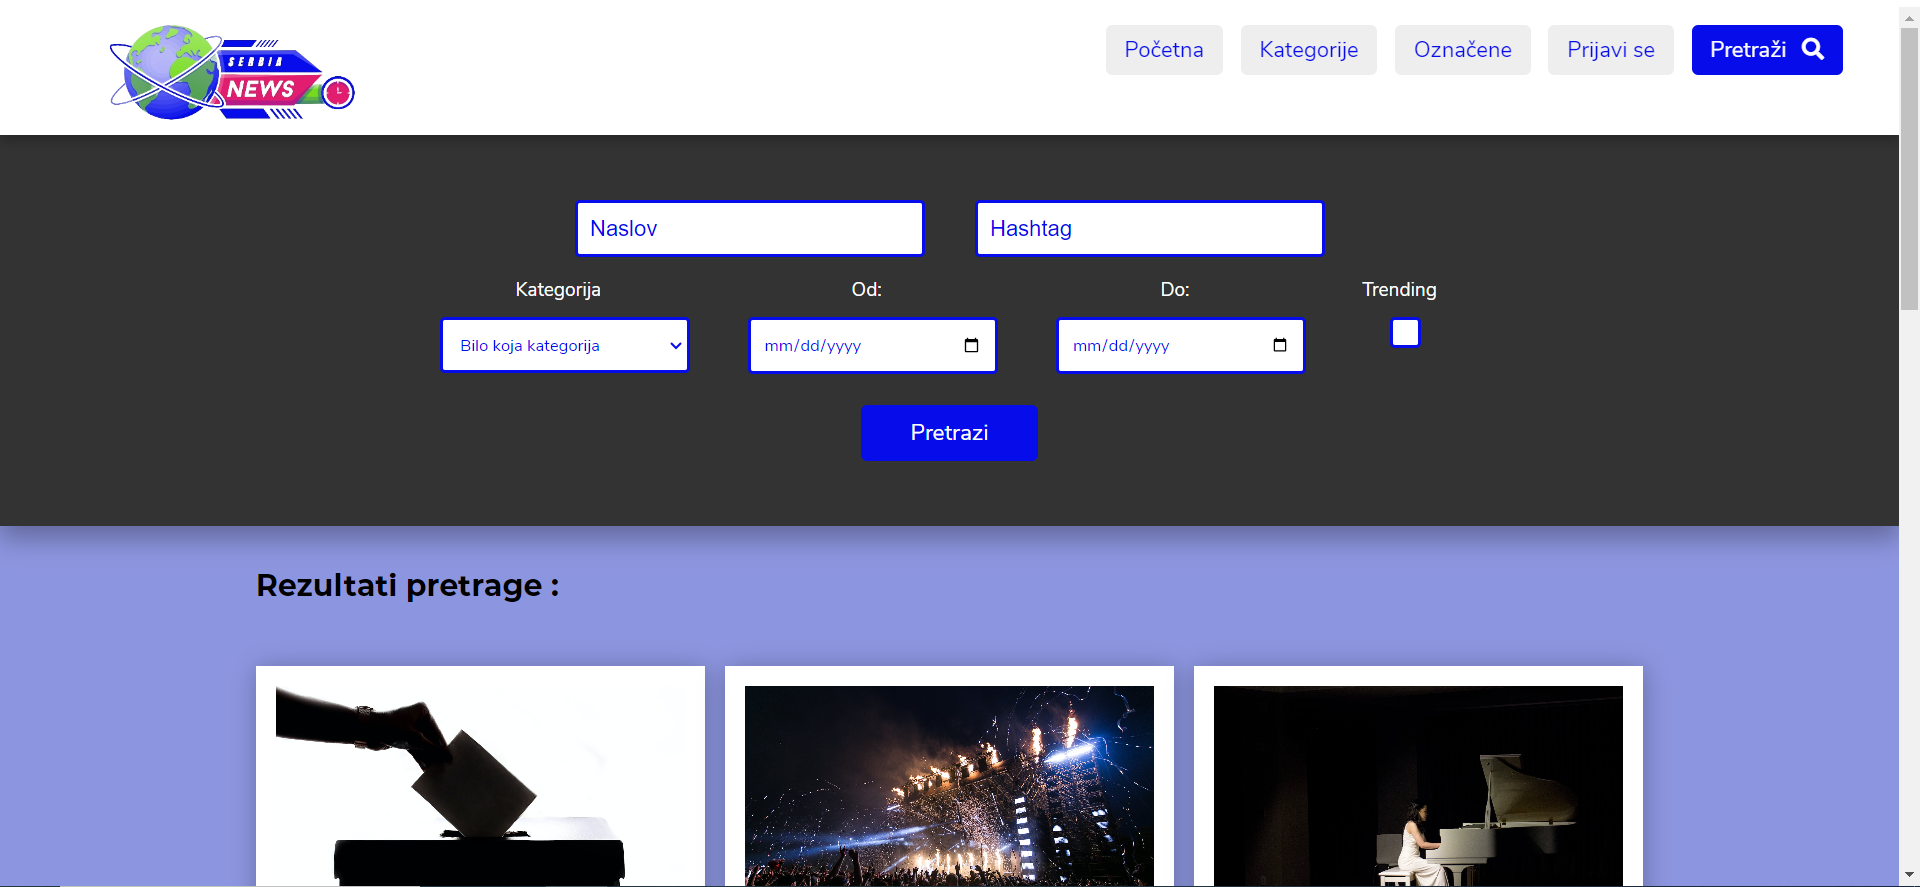 SERBIA
NEWS
Početna
Kategorije
Označene
Prijavi se
Pretraži
Naslov
Hashtag
Kategorija
Od:
Do:
Trending
Bilo koja kategorija
mm/dd/yyyy
mm/dd/yyyy
Pretrazi
Rezultati pretrage :